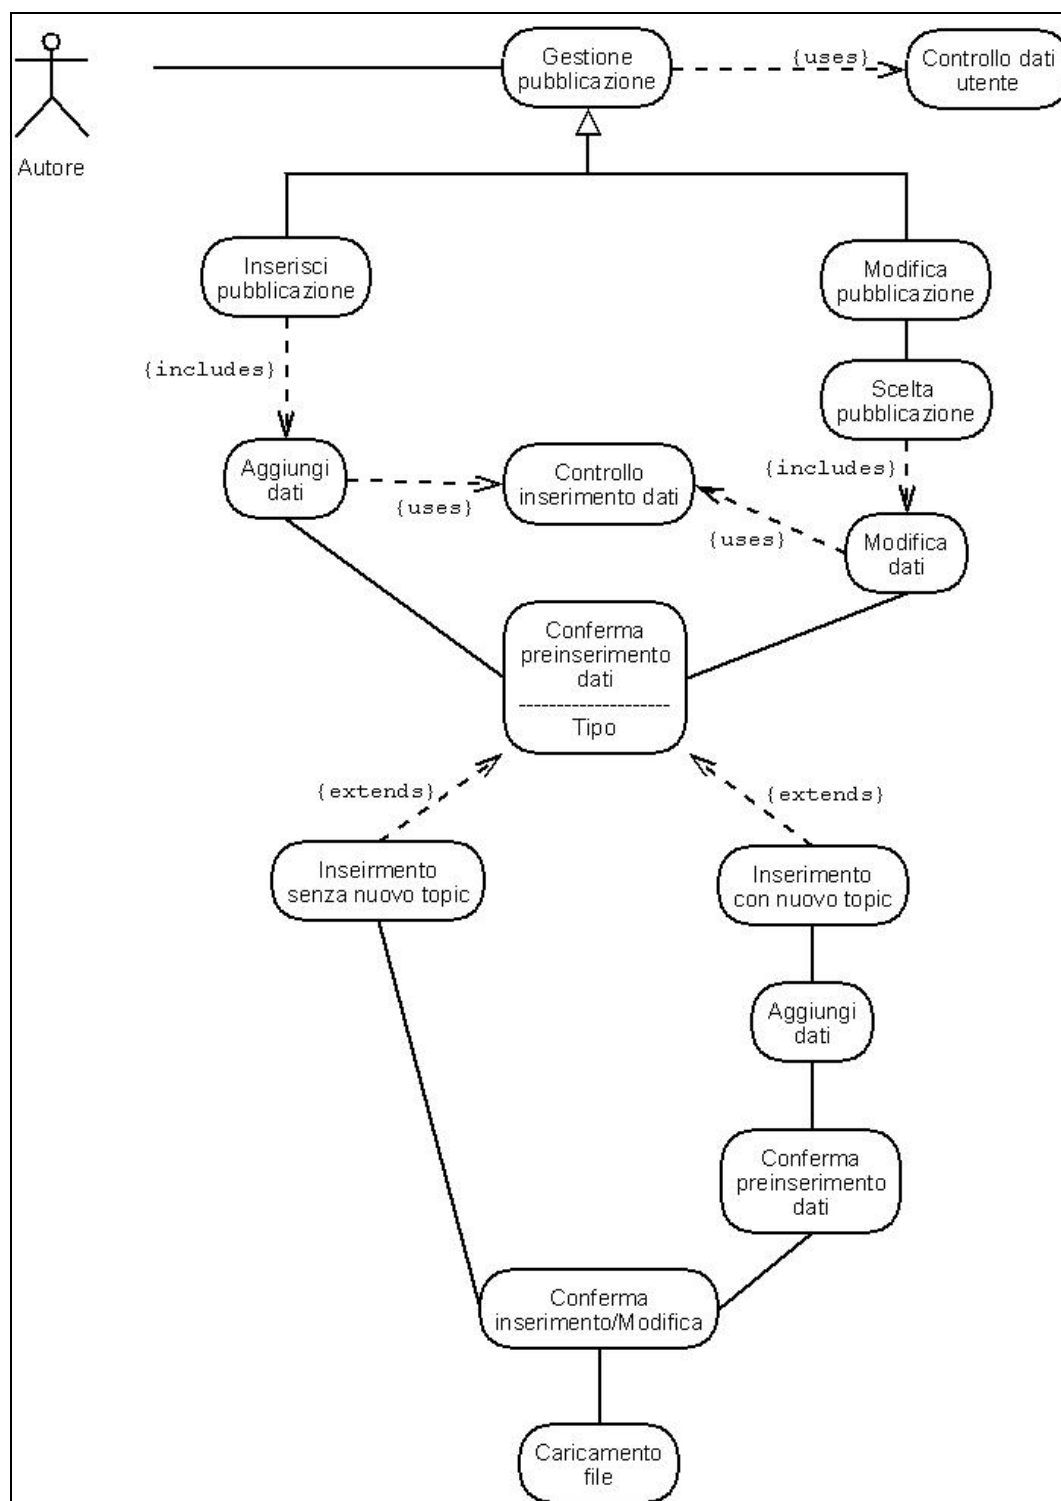 Autore
Gestione
pubblicazione
{uses}
Controllo dati
utente
Inserisci
pubblicazione
Modifica
pubblicazione
{includes}
Scelta
pubblicazione
{includes}
Aggiungi
dati
{uses}
Controllo
inserimento dati
{uses}
Modifica
dati
Conferma
preinserimento
dati
---------------------
Tipo
{extends}
{extends}
Inseirmento
senza nuovo topic
Inserimento
con nuovo topic
Aggiungi
dati
Conferma
preinserimento
dati
Conferma
inserimento/Modifica
Caricamento
file